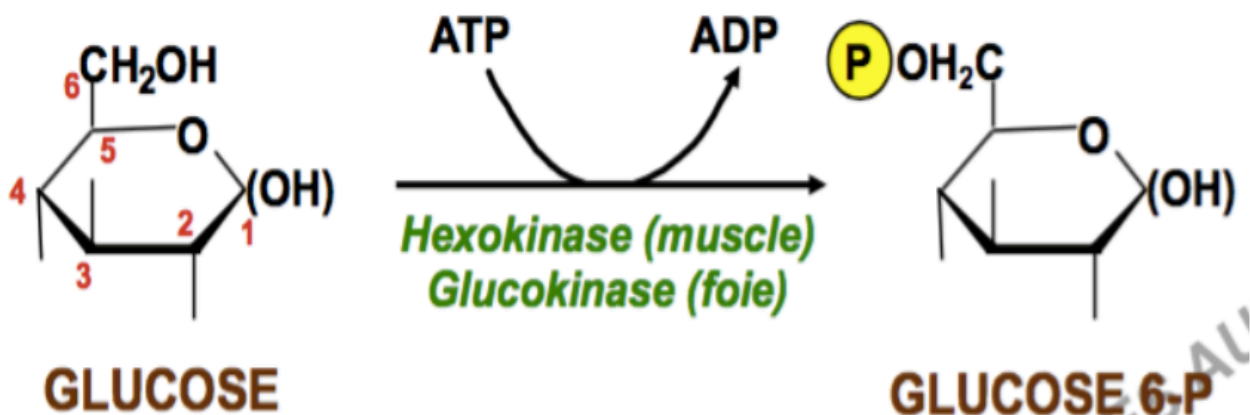 ATP ADP
6 CH₂OH P OH₂C
5 O O
4 (OH) (OH)
2 1
3
Hexokinase (muscle)
Glucokinase (foie)
GLUCOSE GLUCOSE 6-P